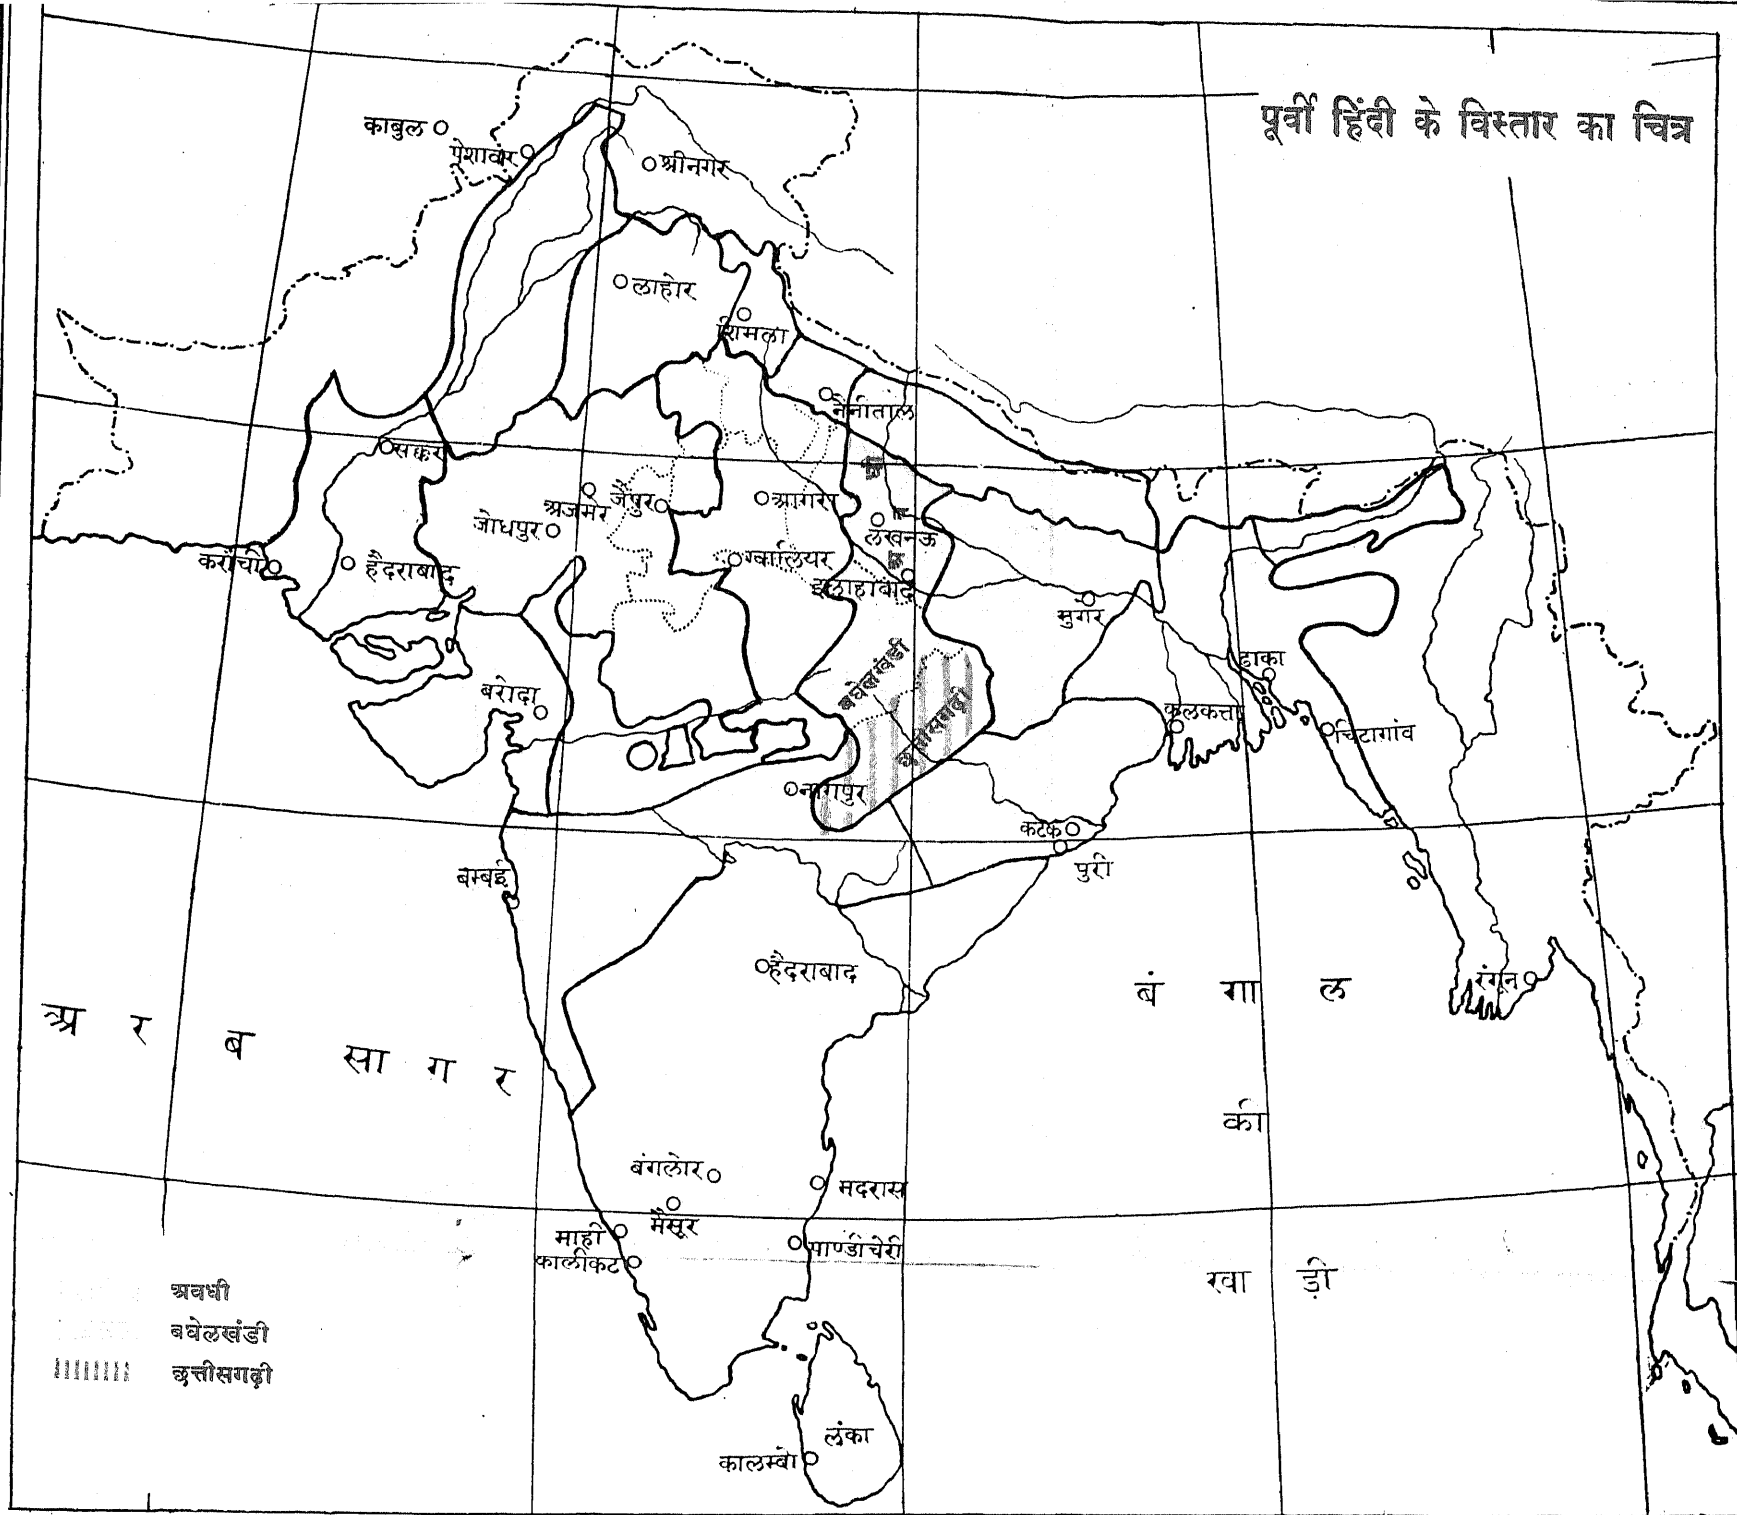 पूर्वी हिंदी के विस्तार का चित्र
काबुल
पेशावर
श्रीनगर
लाहोर
शिमला
नैनीताल
सक्कर
अजमेर
जैपुर
जोधपुर
आगरा
लखनऊ
ग्वालियर
इलाहाबाद
करांची
हैदराबाद
मुगेर
ढाका
बरोदा
बघेलखंडी
छत्तीसगढ़ी
कलकत्ता
चिटागांव
नागपुर
कटक
पुरी
बम्बई
हैदराबाद
रंगून
अरब सागर
बंगाल
की
खाड़ी
बंगलोर
मदरास
मैसूर
माही
पाण्डीचेरी
कालीकट
अवधी
बघेलखंडी
छत्तीसगढ़ी
लंका
कालम्बो